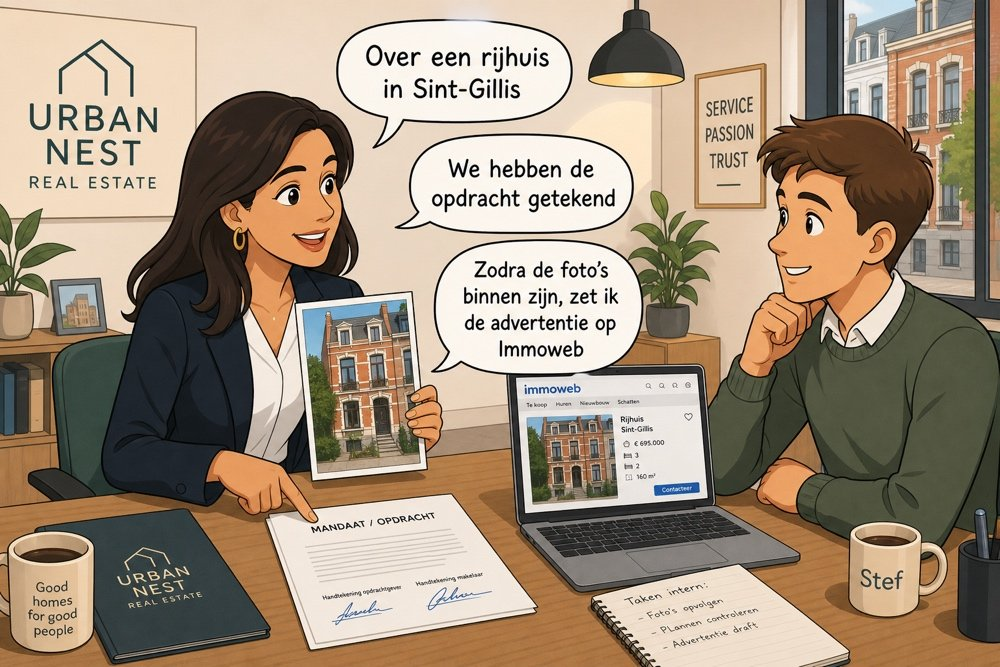 URBAN
NEST
REAL ESTATE
Over een rijhuis
in Sint-Gillis
We hebben de
opdracht getekend
Zodra de foto's
binnen zijn, zet ik
de advertentie op
Immoweb
SERVICE
PASSION
TRUST
immoweb
Te koop Huren Nieuwbouw Schatten
Rijhuis
Sint-Gillis
€ 695.000
3
2
160 m²
Contacteer
MANDAAT / OPDRACHT
Handtekening opdrachtgever Handtekening makelaar
Good
homes
for good
people
URBAN
NEST
REAL ESTATE
Taken intern:
- Foto's opvolgen
- Plannen controleren
- Advertentie draft
Stef